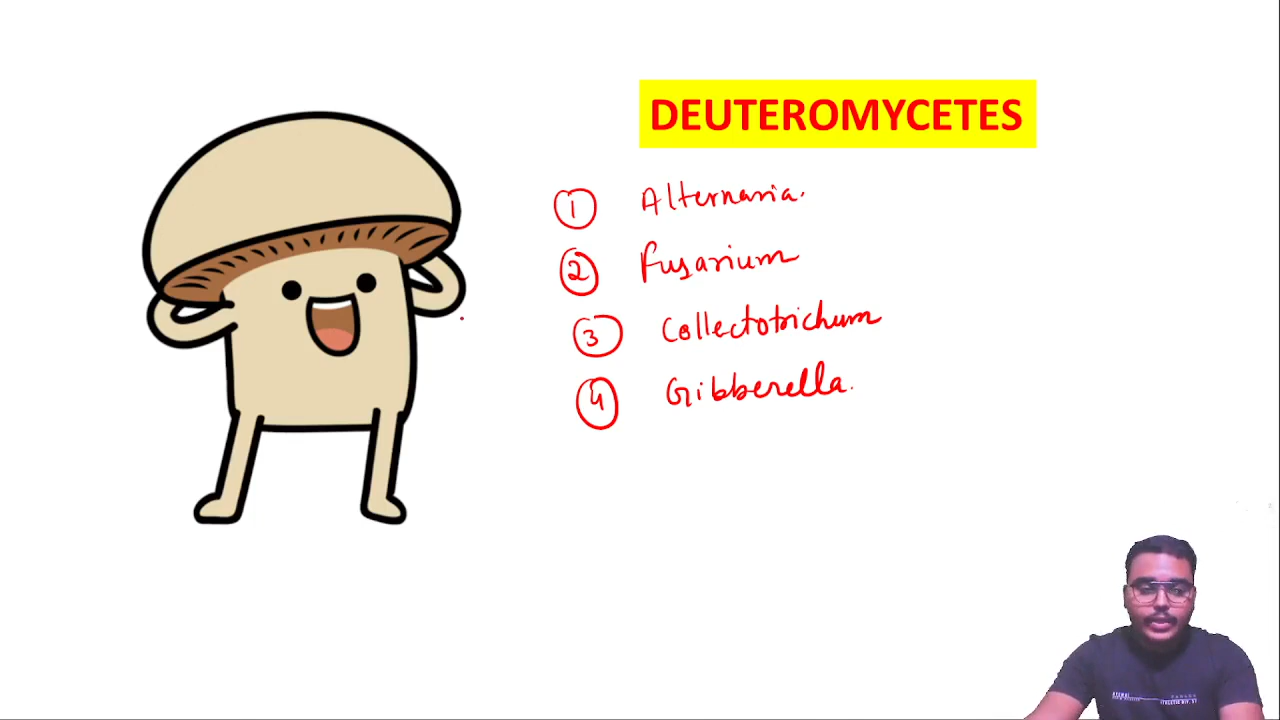 DEUTEROMYCETES
1 Alternaria.
2 Fusarium
3 Collectotrichum
4 Gibberella.